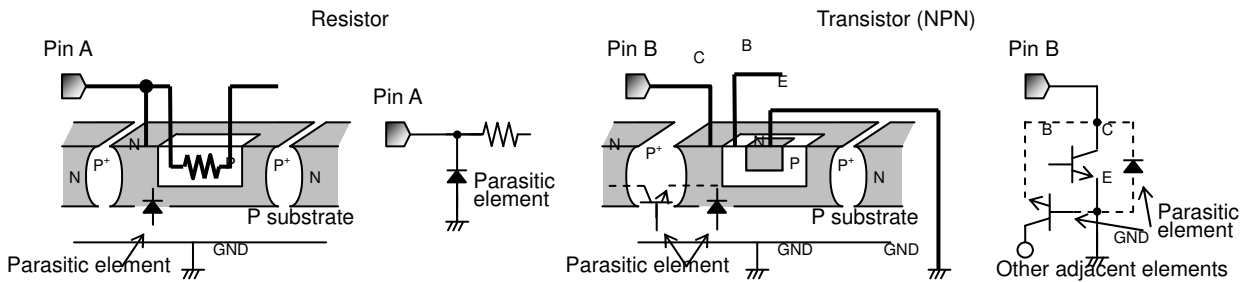 Resistor
Transistor (NPN)
Pin A
Pin B
C
B
E
Pin B
Pin A
N
P
P+
P+
N
N
Parasitic
element
N
P+
N
P
P+
N
B
C
E
P substrate
P substrate
Parasitic
element
GND
GND
GND
GND
Parasitic element
Parasitic element
Other adjacent elements